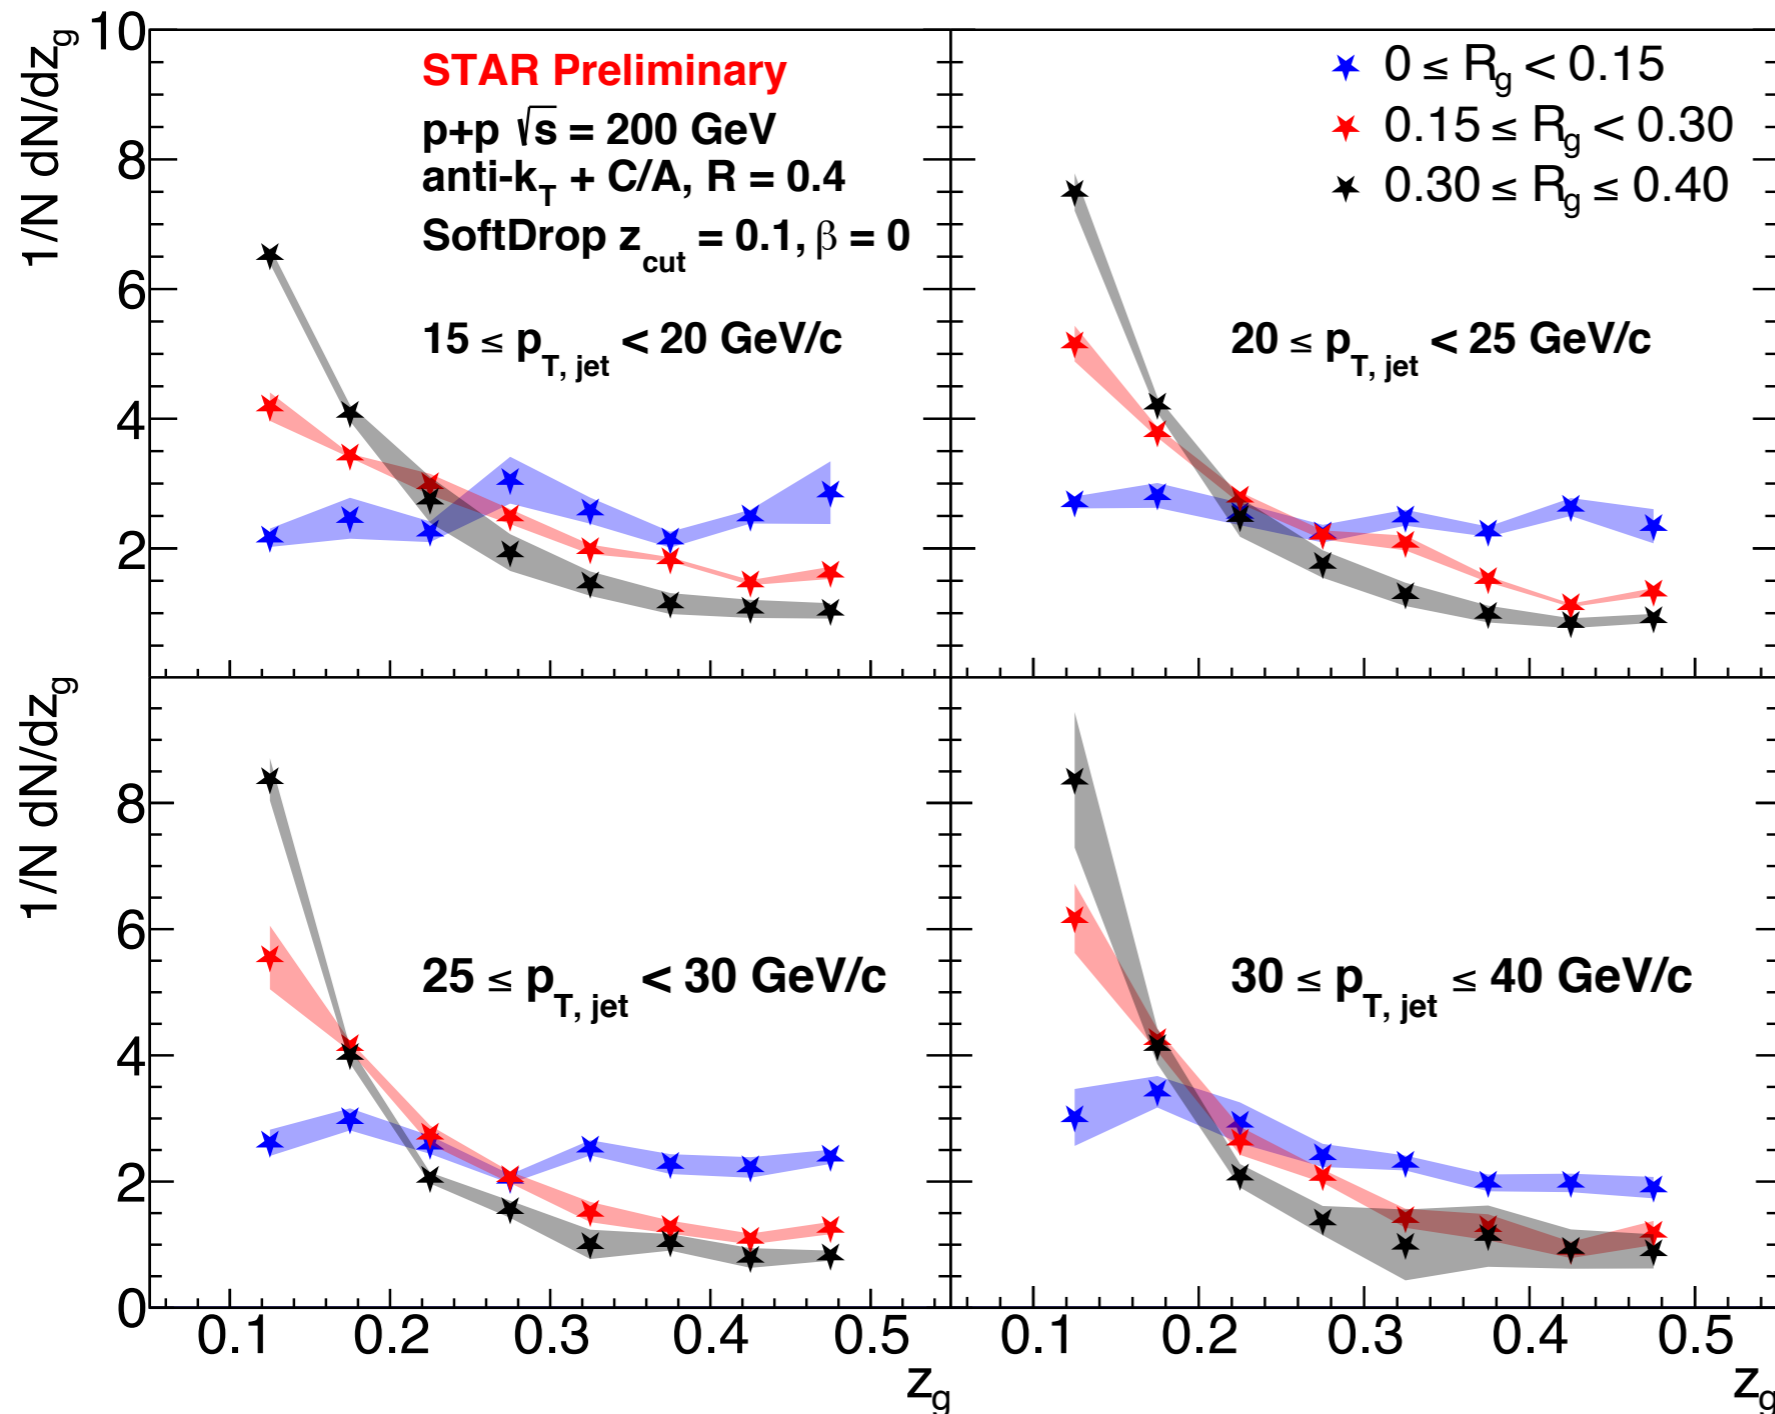 1/N dN/dz_g
10
8
6
4
2
STAR Preliminary
p+p √s = 200 GeV
anti-k_T + C/A, R = 0.4
SoftDrop z_cut = 0.1, β = 0
15 ≤ p_T, jet < 20 GeV/c
0 ≤ R_g < 0.15
0.15 ≤ R_g < 0.30
0.30 ≤ R_g ≤ 0.40
20 ≤ p_T, jet < 25 GeV/c
1/N dN/dz_g
8
6
4
2
0
25 ≤ p_T, jet < 30 GeV/c
30 ≤ p_T, jet ≤ 40 GeV/c
0.1 0.2 0.3 0.4 0.5 0.1 0.2 0.3 0.4 0.5
z_g z_g